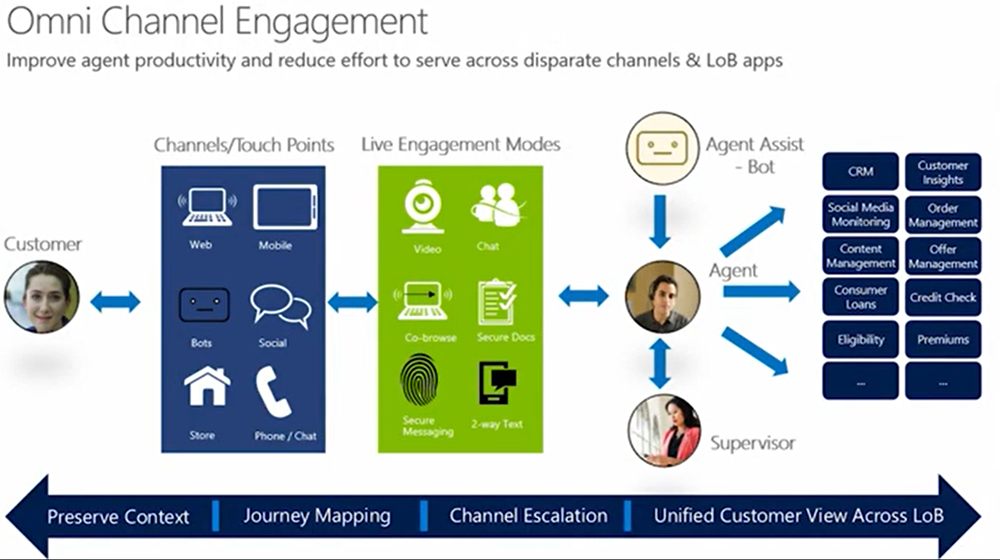 Omni Channel Engagement
Improve agent productivity and reduce effort to serve across disparate channels & LoB apps
Customer
Channels/Touch Points
Web
Mobile
Bots
Social
Store
Phone / Chat
Live Engagement Modes
Video
Chat
Co-browse
Secure Docs
Secure
Messaging
2-way Text
Agent Assist
- Bot
Agent
Supervisor
CRM
Customer
Insights
Social Media
Monitoring
Order
Management
Content
Management
Offer
Management
Consumer
Loans
Credit Check
Eligibility
Premiums
...
...
Preserve Context
Journey Mapping
Channel Escalation
Unified Customer View Across LoB